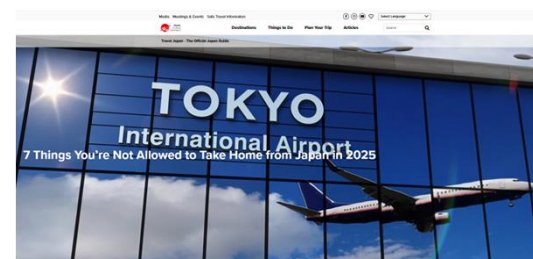 Media Meetings & Events Safe Travel Information
Select Language
Destinations Things to Do Plan Your Trip Articles
Search
Travel Japan - The Official Japan Guide
TOKYO
International Airport
7 Things You're Not Allowed to Take Home from Japan in 2025